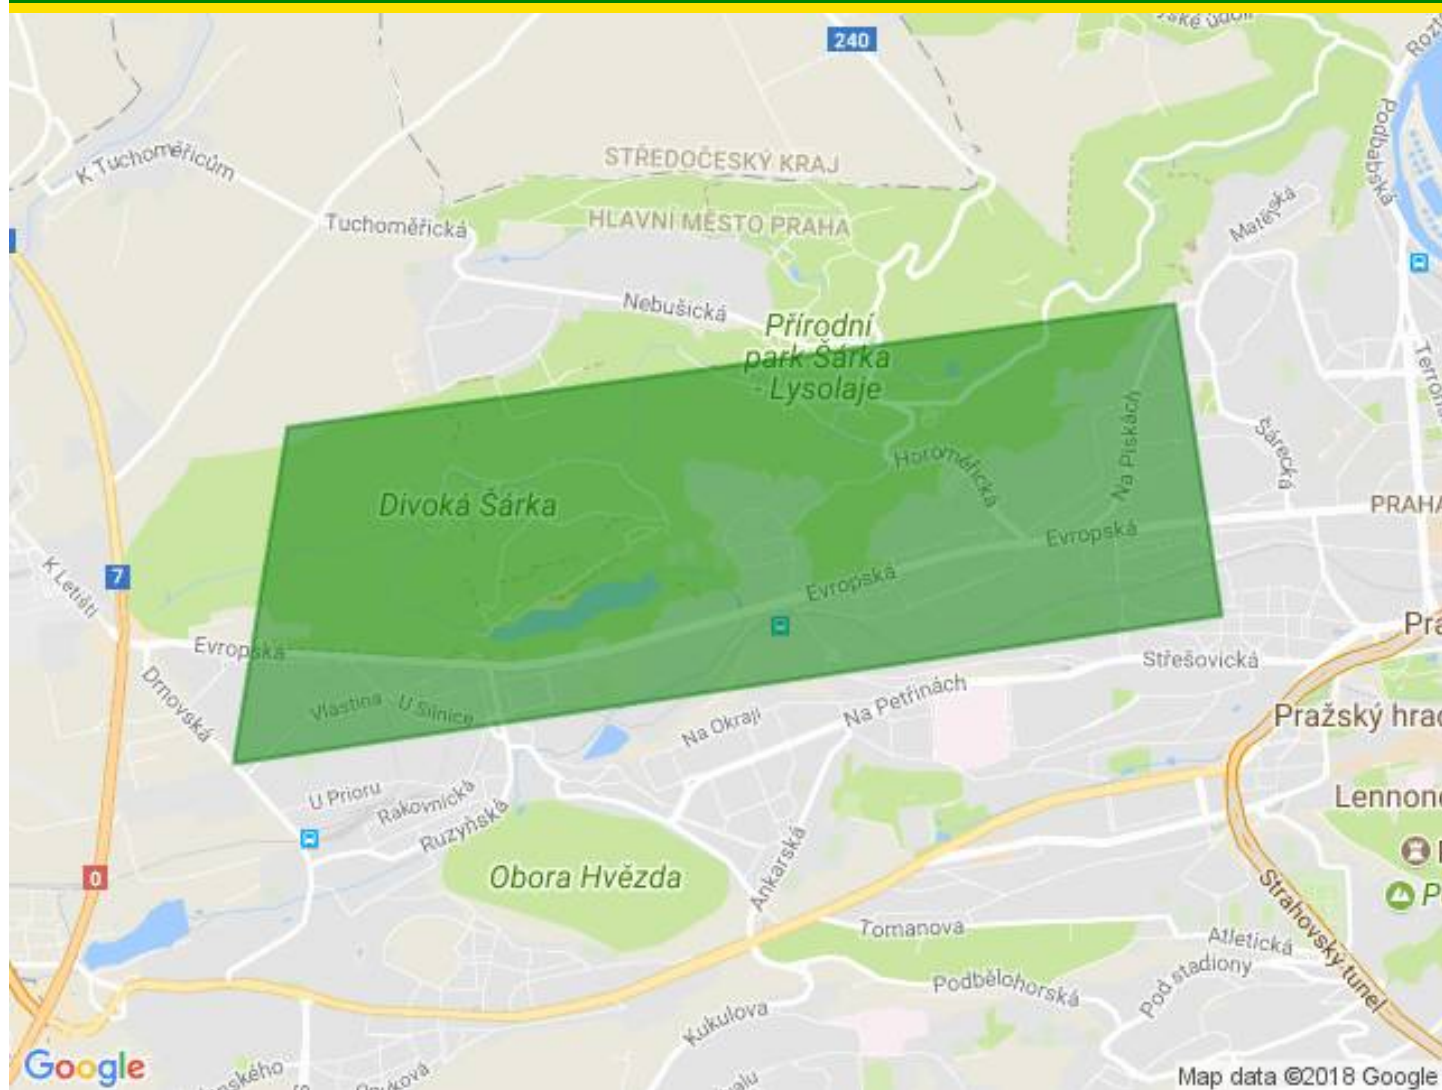 240
Podbabská
STŘEDOČESKÝ KRAJ
K Tuchoměřicům
HLAVNÍ MĚSTO PRAHA
Tuchoměřická
Matějská
Nebušická
Přírodní
park Šárka
- Lysolaje
Na Pískách
Šárecká
Horoměřická
Divoká Šárka
PRAHA
Evropská
K Letišti
7
Evropská
Evropská
Střešovická
Drnovská
Vlastina
U Silnice
Na Petřinách
Na Okraji
Pražský hrad
U Prioru
Rakovnická
Ruzyňská
Obora Hvězda
Ankarská
0
Strahovský tunel
Tomanova
Atletická
Pod stadiony
Podbělohorská
Kukulova
Google
Map data ©2018 Google